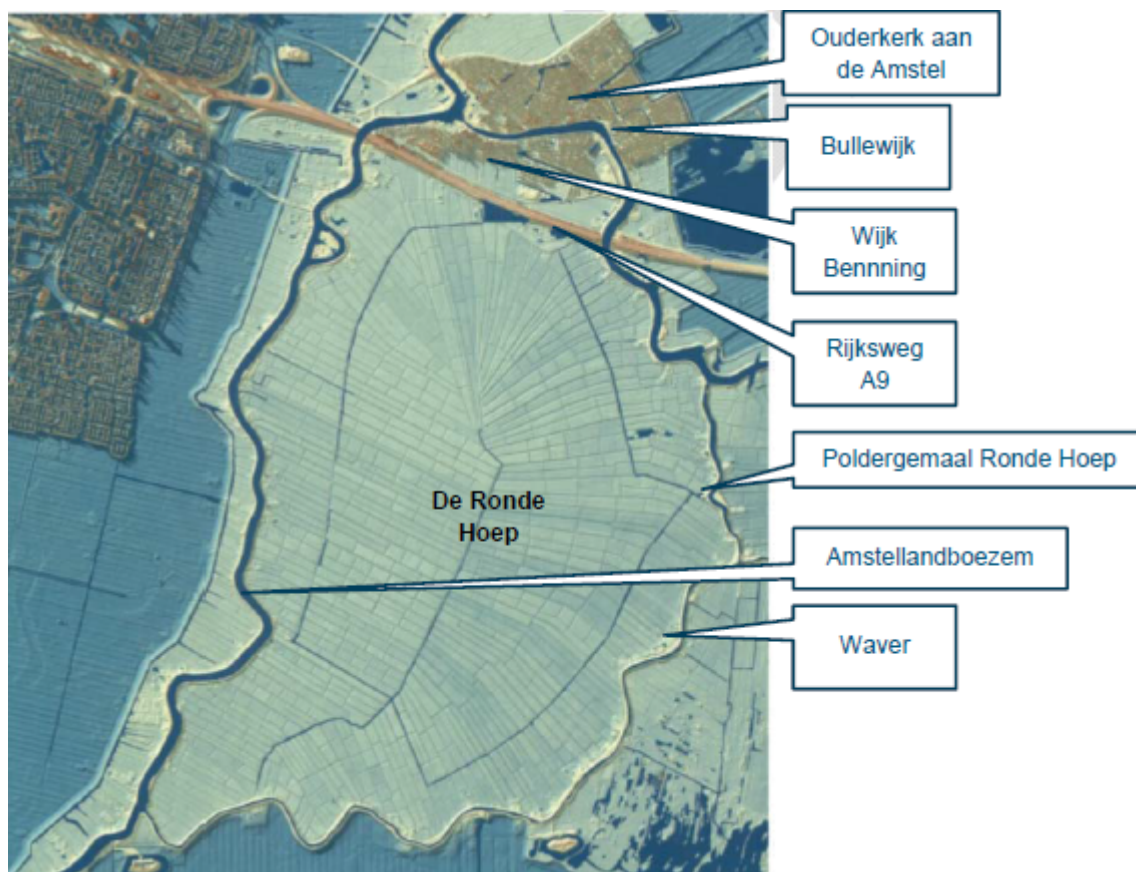 Ouderkerk aan
de Amstel
Bullewijk
Wijk
Bennning
Rijksweg
A9
Poldergemaal Ronde Hoep
De Ronde
Hoep
Amstellandboezem
Waver